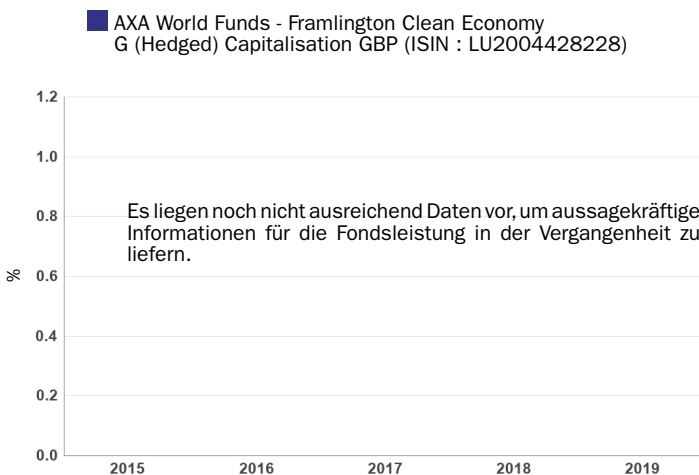 AXA World Funds - Framlington Clean Economy
G (Hedged) Capitalisation GBP (ISIN : LU2004428228)
1.2
1.0
0.8
0.6
0.4
0.2
0.0
%
Es liegen noch nicht ausreichend Daten vor, um aussagekräftige
Informationen für die Fondsleistung in der Vergangenheit zu
liefern.
2015 2016 2017 2018 2019